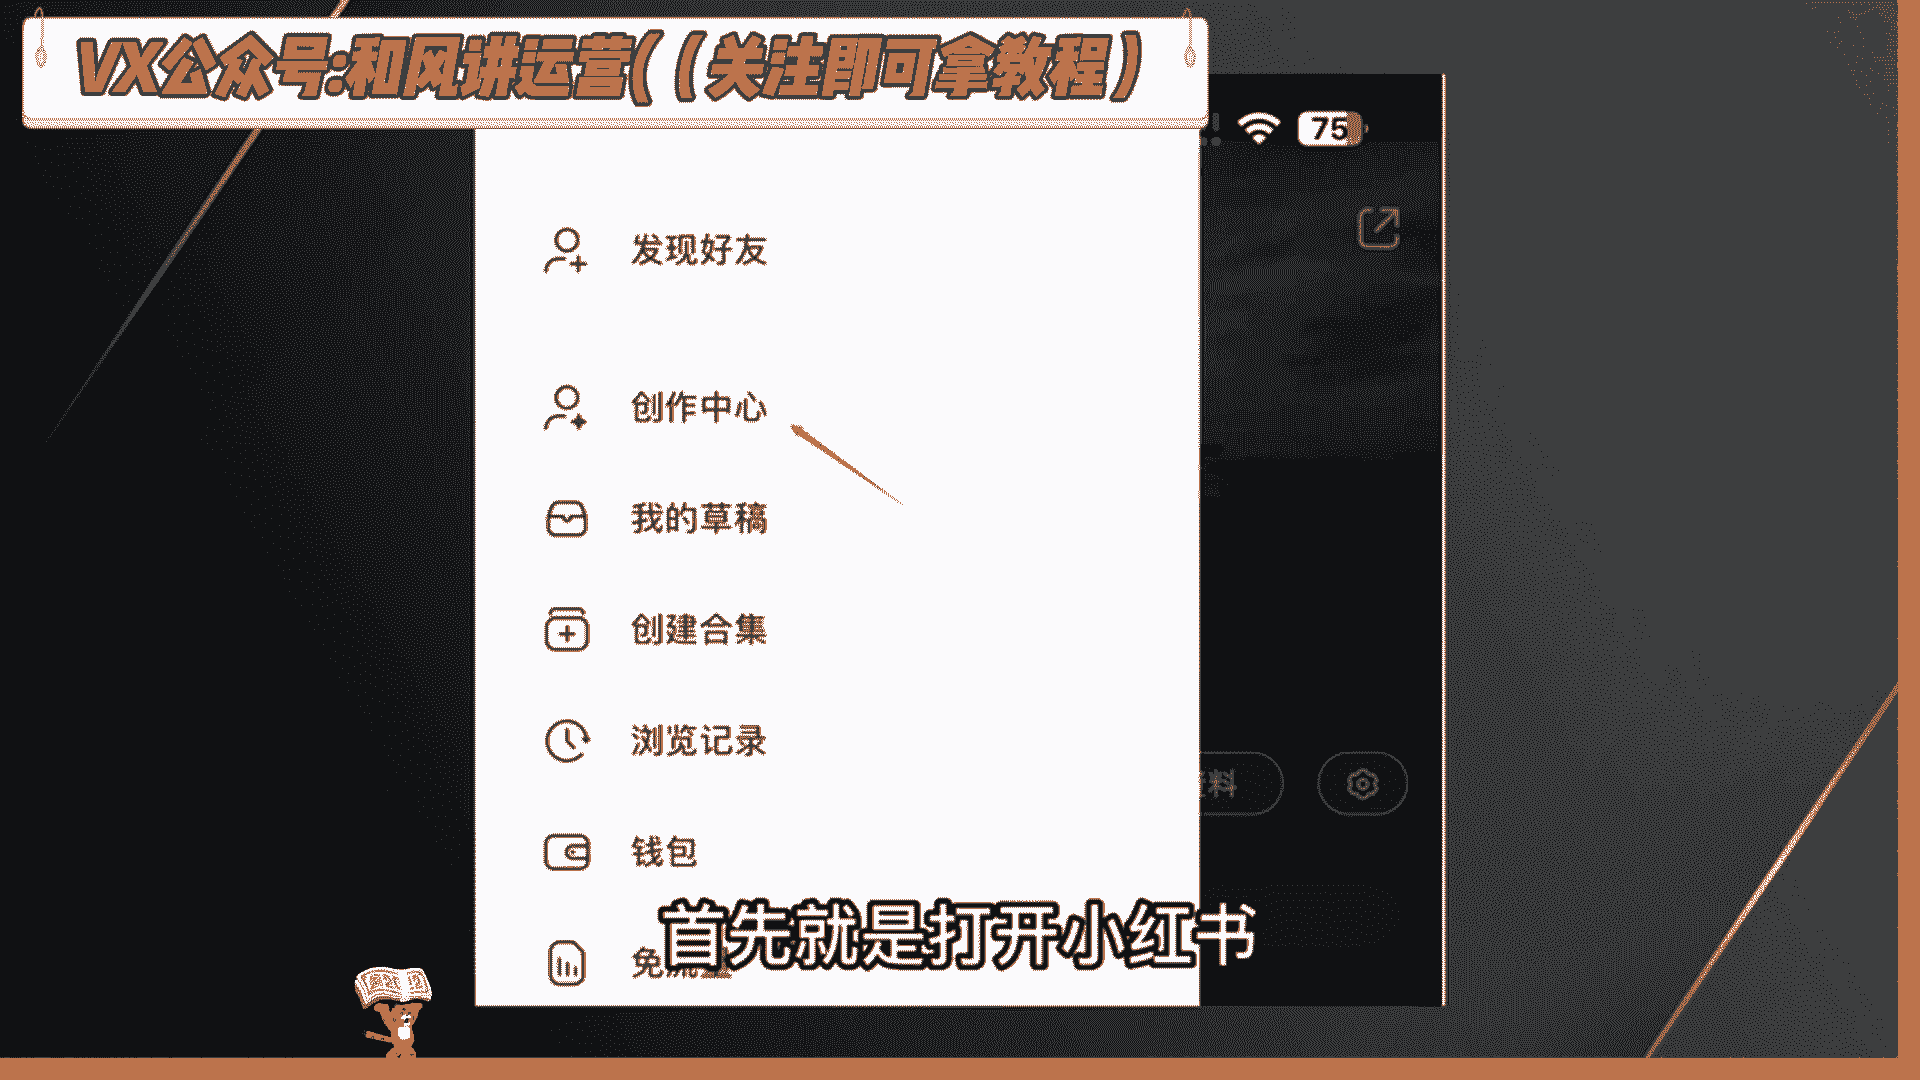 VX公众号:和风讲运营((关注即可拿教程)
75
发现好友
创作中心
我的草稿
创建合集
浏览记录
料
钱包
首先就是打开小红书
免流量